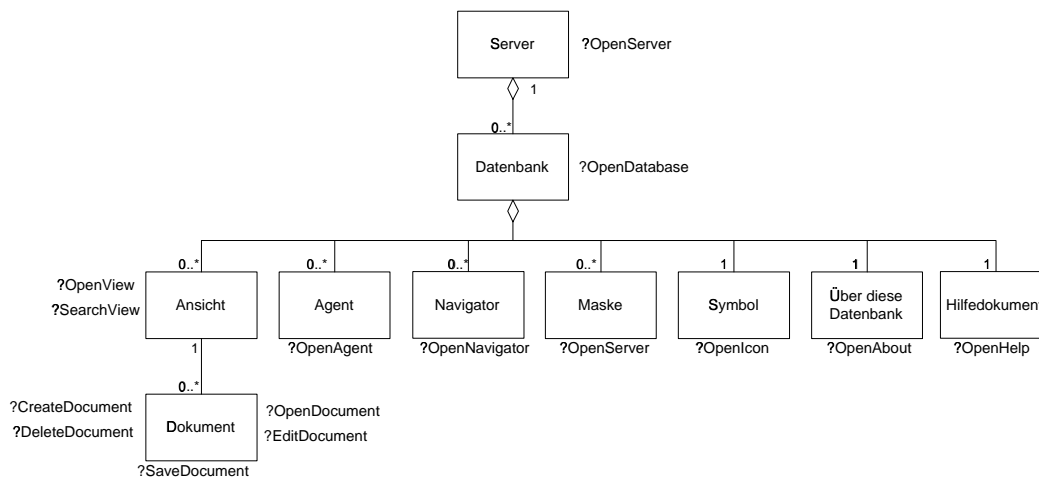 Server
?OpenServer
1
0..*
Datenbank
?OpenDatabase
0..*
0..*
0..*
0..*
1
1
1
?OpenView
?SearchView
Ansicht
Agent
Navigator
Maske
Symbol
Über diese
Datenbank
Hilfedokument
?OpenAgent
?OpenNavigator
?OpenServer
?OpenIcon
?OpenAbout
?OpenHelp
1
0..*
?CreateDocument
?DeleteDocument
Dokument
?OpenDocument
?EditDocument
?SaveDocument